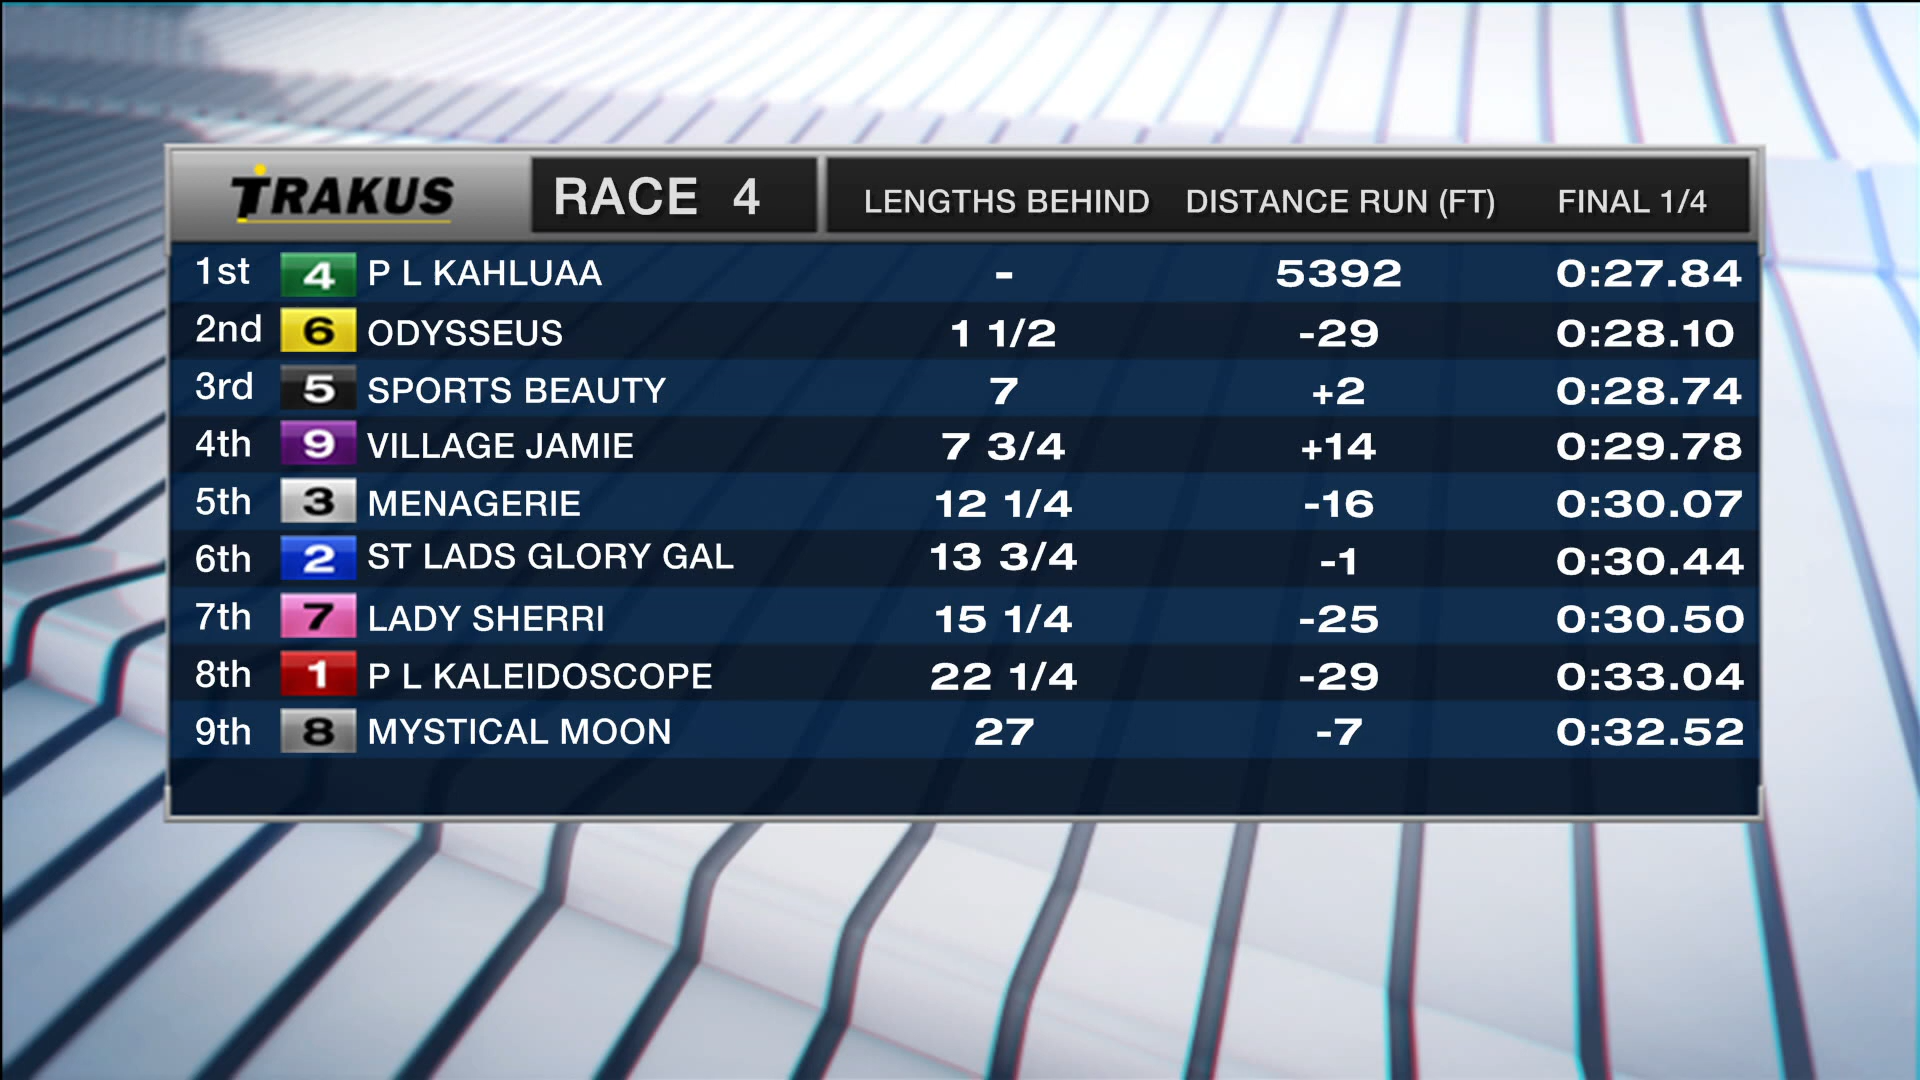 TRAKUS RACE 4 LENGTHS BEHIND DISTANCE RUN (FT) FINAL 1/4
1st 4 P L KAHLUAA - 5392 0:27.84
2nd 6 ODYSSEUS 1 1/2 -29 0:28.10
3rd 5 SPORTS BEAUTY 7 +2 0:28.74
4th 9 VILLAGE JAMIE 7 3/4 +14 0:29.78
5th 3 MENAGERIE 12 1/4 -16 0:30.07
6th 2 ST LADS GLORY GAL 13 3/4 -1 0:30.44
7th 7 LADY SHERRI 15 1/4 -25 0:30.50
8th 1 P L KALEIDOSCOPE 22 1/4 -29 0:33.04
9th 8 MYSTICAL MOON 27 -7 0:32.52